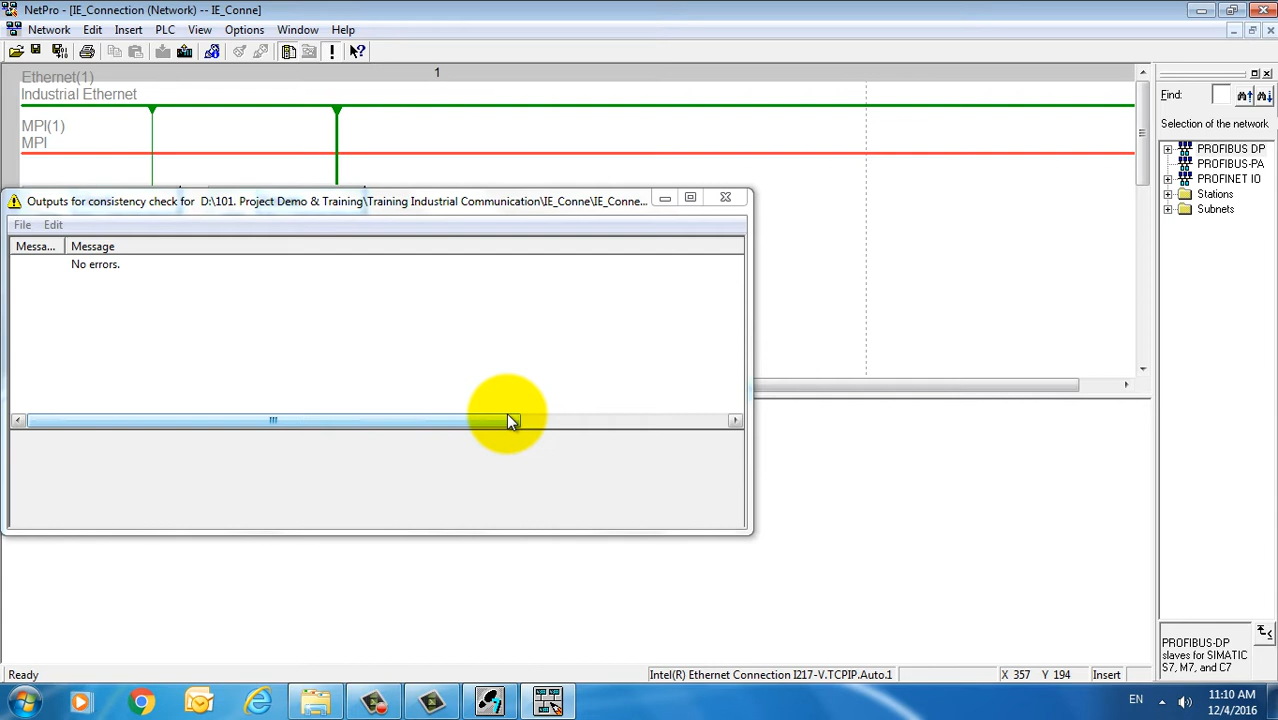 NetPro - [IE_Connection (Network) -- IE_Conne]
Network Edit Insert PLC View Options Window Help
1
Ethernet(1)
Industrial Ethernet
MPI(1)
MPI
Find:
Selection of the network
PROFIBUS DP
PROFIBUS-PA
PROFINET IO
Stations
Subnets
Outputs for consistency check for D:\101. Project Demo & Training\Training Industrial Communication\IE_Conne\IE_Conne...
File Edit
Messa... Message
No errors.
PROFIBUS-DP
slaves for SIMATIC
S7, M7, and C7
Ready Intel(R) Ethernet Connection I217-V.TCPIP.Auto.1 X 357 Y 194 Insert
EN
11:10 AM
12/4/2016